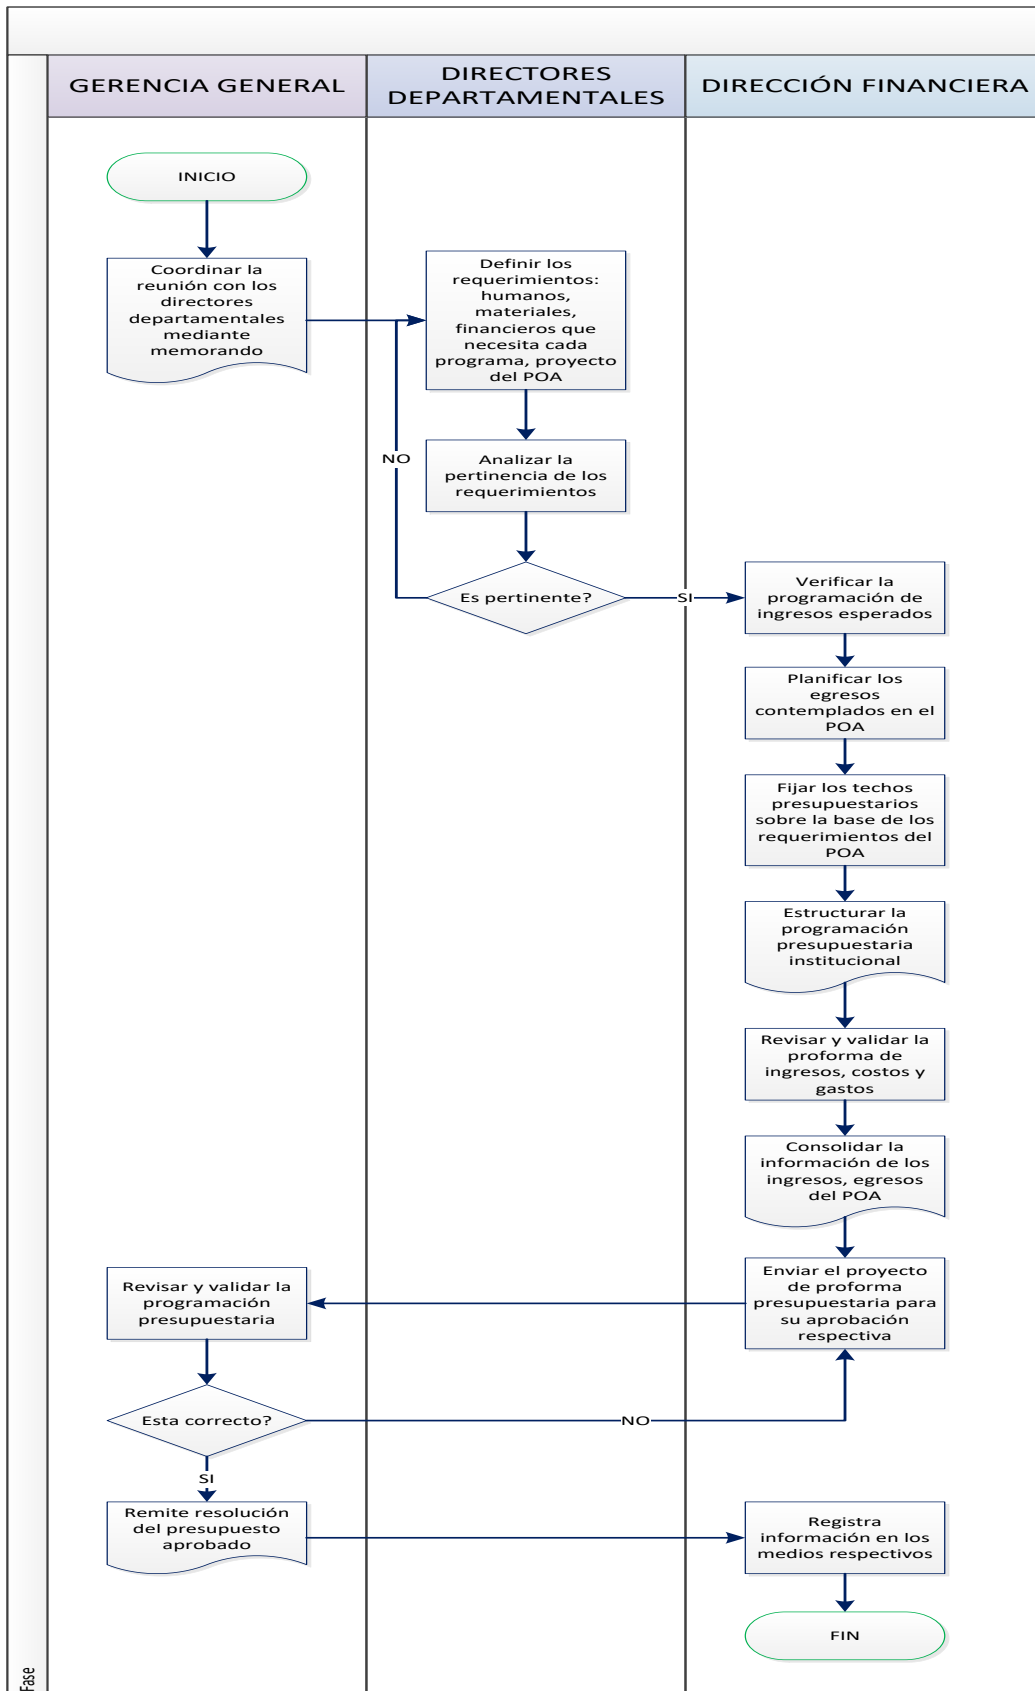 GERENCIA GENERAL
DIRECTORES
DEPARTAMENTALES
DIRECCIÓN FINANCIERA
INICIO
Coordinar la
reunión con los
directores
departamentales
mediante
memorando
Definir los
requerimientos:
humanos,
materiales,
financieros que
necesita cada
programa, proyecto
del POA
NO
Analizar la
pertinencia de los
requerimientos
Es pertinente?
SI
Verificar la
programación de
ingresos esperados
Planificar los
egresos
contemplados en el
POA
Fijar los techos
presupuestarios
sobre la base de los
requerimientos del
POA
Estructurar la
programación
presupuestaria
institucional
Revisar y validar la
proforma de
ingresos, costos y
gastos
Consolidar la
información de los
ingresos, egresos
del POA
Enviar el proyecto
de proforma
presupuestaria para
su aprobación
respectiva
Revisar y validar la
programación
presupuestaria
Esta correcto?
NO
SI
Remite resolución
del presupuesto
aprobado
Registra
información en los
medios respectivos
FIN
Fase